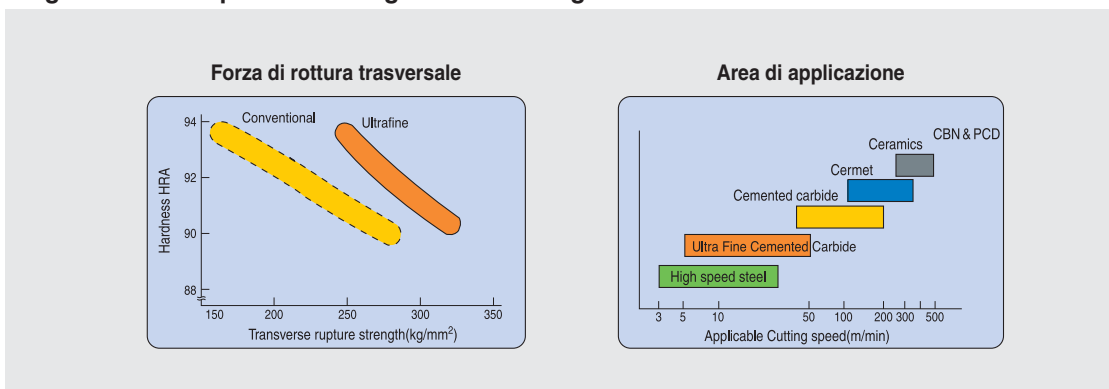 Forza di rottura trasversale
Conventional
Ultrafine
94
92
90
88
Hardness HRA
150 200 250 300 350
Transverse rupture strength(kg/mm²)
Area di applicazione
CBN & PCD
Ceramics
Cermet
Cemented carbide
Ultra Fine Cemented Carbide
High speed steel
3 5 10 50 100 200 300 500
Applicable Cutting speed(m/min)